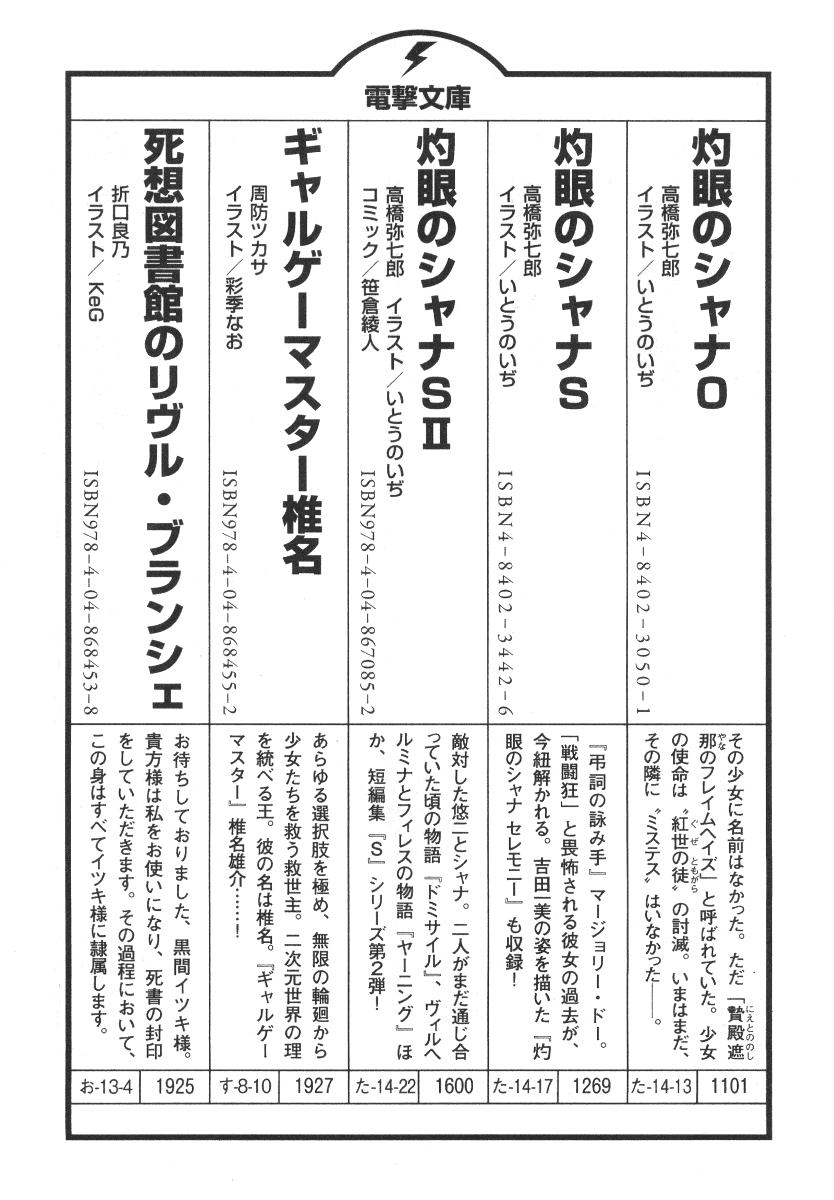 電撃文庫
灼眼のシャナO
高橋弥七郎
イラスト/いとうのいぢ
ISBN4-8402-3050-1
その少女に名前はなかった。ただ「贄殿遮
にえとののし
那のフレイムヘイズ」と呼ばれていた。少女
やな
の使命は〝紅世の徒〟の討滅。いまはまだ、
ぐぜ ともがら
その隣に〝ミステス〟はいなかった――。
た-14-13
1101
灼眼のシャナS
高橋弥七郎
イラスト/いとうのいぢ
ISBN4-8402-3442-6
『弔詞の詠み手』マージョリー・ドー。
「戦闘狂」と畏怖される彼女の過去が、
今紐解かれる。吉田一美の姿を描いた『灼
眼のシャナ セレモニー』も収録!
た-14-17
1269
灼眼のシャナSⅡ
高橋弥七郎 イラスト/いとうのいぢ
コミック/笹倉綾人
ISBN978-4-04-867085-2
敵対した悠二とシャナ。二人がまだ通じ合
っていた頃の物語『ドミサイル』、ヴィルヘ
ルミナとフィレスの物語『ヤーニング』ほ
か、短編集『S』シリーズ第2弾!
た-14-22
1600
ギャルゲーマスター椎名
周防ツカサ
イラスト/彩季なお
ISBN978-4-04-868455-2
あらゆる選択肢を極め、無限の輪廻から
少女たちを救う救世主。二次元世界の理
を統べる王。彼の名は椎名。『ギャルゲー
マスター』椎名雄介……!
す-8-10
1927
死想図書館のリヴル・ブランシェ
折口良乃
イラスト/KeG
ISBN978-4-04-868453-8
お待ちしておりました、黒間イツキ様。
貴方様は私をお使いになり、死書の封印
をしていただきます。その過程において、
この身はすべてイツキ様に隷属します。
お-13-4
1925